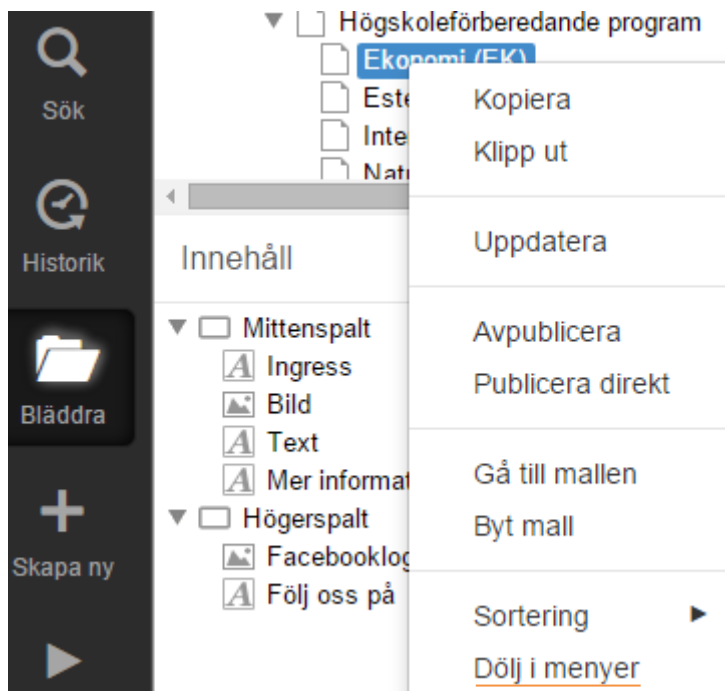 Sök
Historik
Bläddra
Skapa ny
Högskoleförberedande program
Ekonomi (EK)
Este
Inte
Natu
Innehåll
Mittenspalt
Ingress
Bild
Text
Mer informat
Högerspalt
Facebooklog
Följ oss på
Kopiera
Klipp ut
Uppdatera
Avpublicera
Publicera direkt
Gå till mallen
Byt mall
Sortering
Dölj i menyer